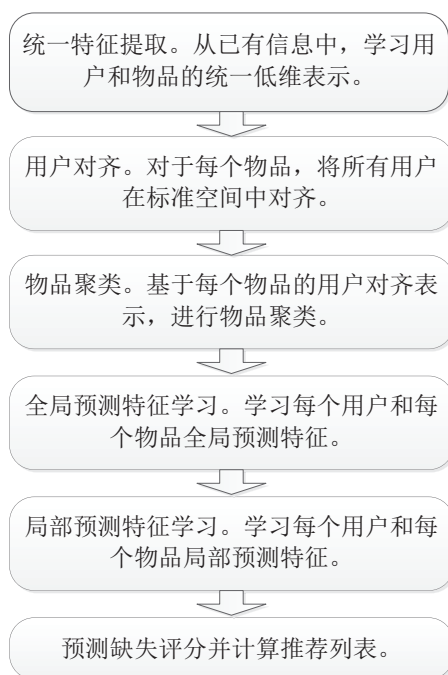 统一特征提取。从已有信息中，学习用
户和物品的统一低维表示。
用户对齐。对于每个物品，将所有用户
在标准空间中对齐。
物品聚类。基于每个物品的用户对齐表
示，进行物品聚类。
全局预测特征学习。学习每个用户和每
个物品全局预测特征。
局部预测特征学习。学习每个用户和每
个物品局部预测特征。
预测缺失评分并计算推荐列表。